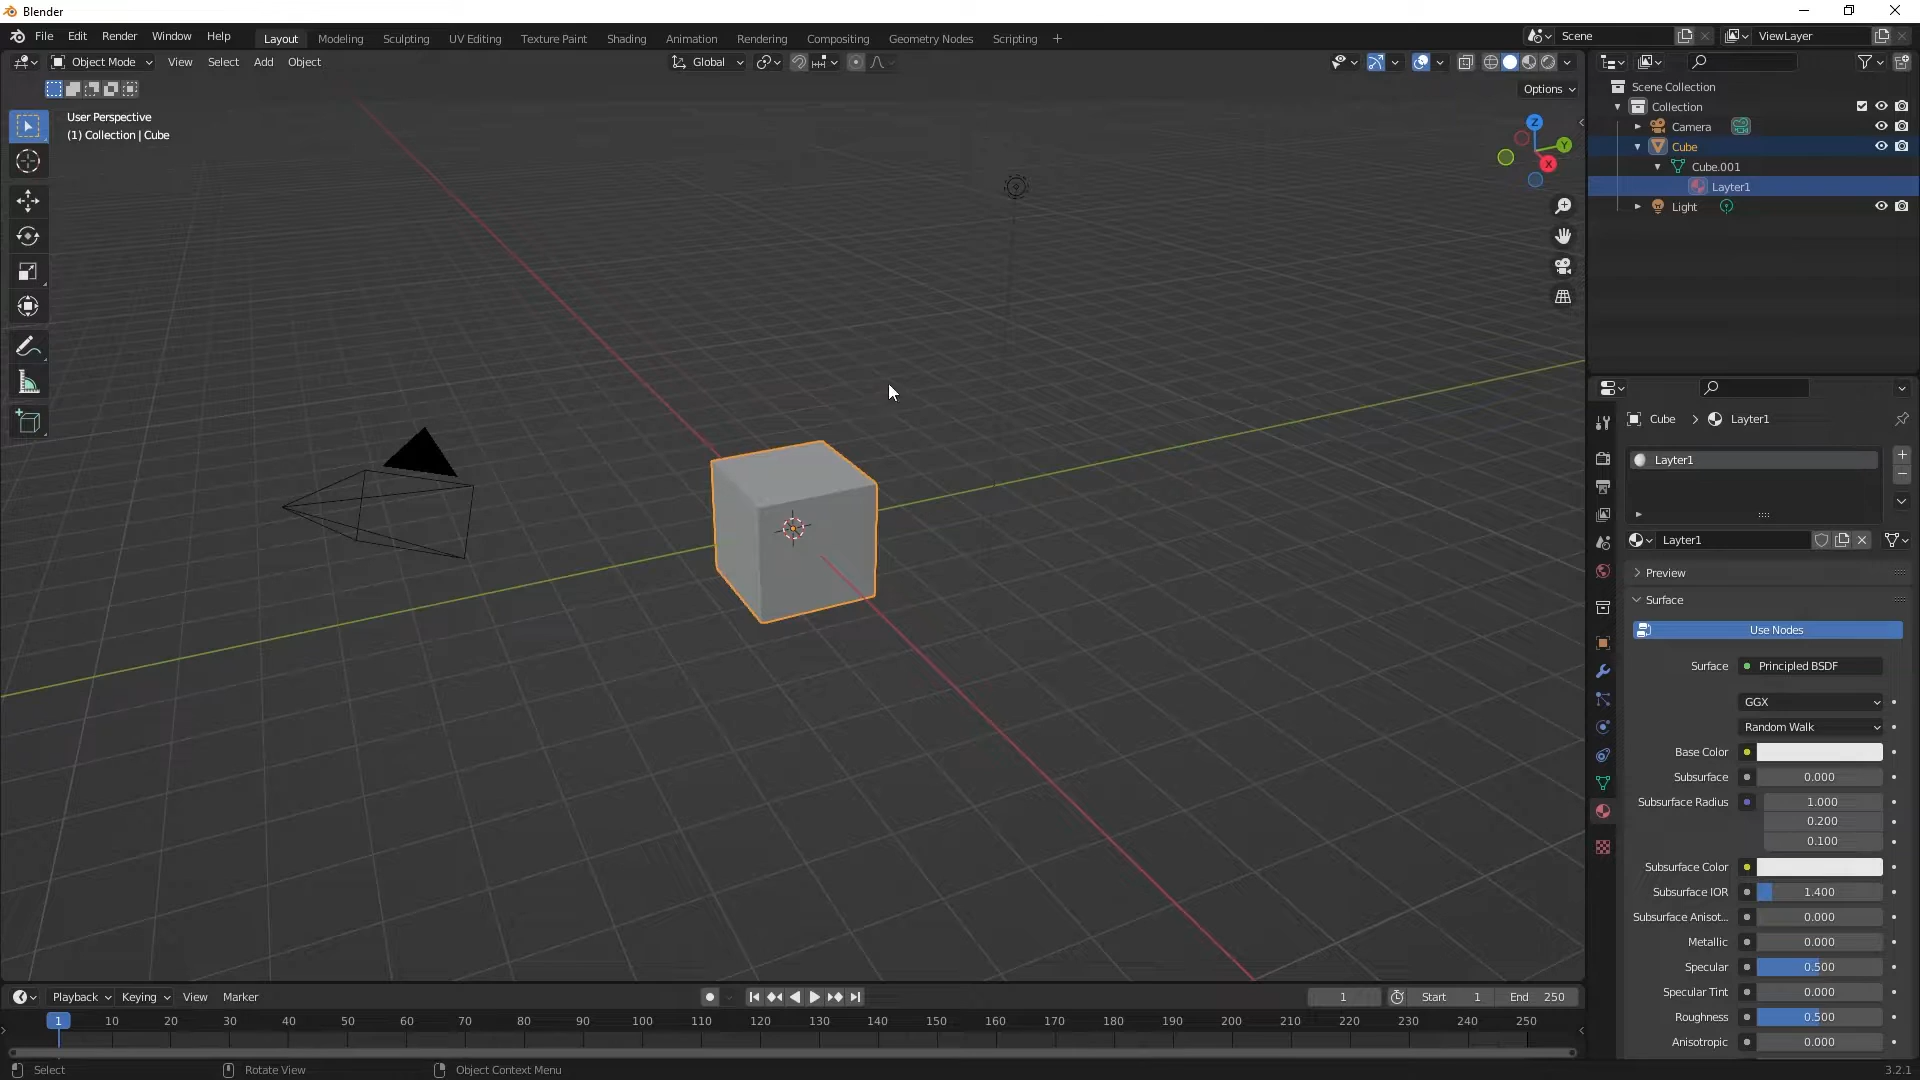 Blender
File Edit Render Window Help Layout Modeling Sculpting UV Editing Texture Paint Shading Animation Rendering Compositing Geometry Nodes Scripting + Scene ViewLayer
Object Mode View Select Add Object Global
Options
User Perspective
(1) Collection | Cube
Z
Y
X
Scene Collection
Collection
Camera
Cube
Cube.001
Layter1
Light
Cube > Layter1
Layter1
Layter1
Preview
Surface
Use Nodes
Surface Principled BSDF
GGX
Random Walk
Base Color
Subsurface 0.000
Subsurface Radius 1.000
0.200
0.100
Subsurface Color
Subsurface IOR 1.400
Subsurface Anisot... 0.000
Metallic 0.000
Specular 0.500
Specular Tint 0.000
Roughness 0.500
Anisotropic 0.000
Playback Keying View Marker 1 Start 1 End 250
1 10 20 30 40 50 60 70 80 90 100 110 120 130 140 150 160 170 180 190 200 210 220 230 240 250
Select Rotate View Object Context Menu 3.2.1